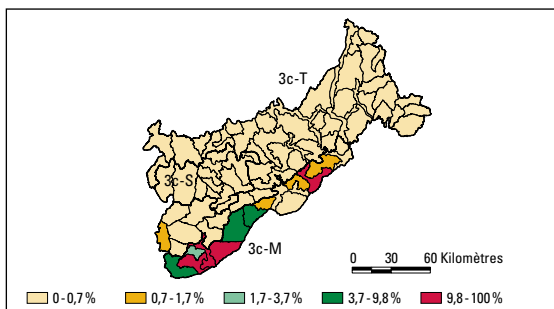 3c-T
3c-S
3c-M
0 30 60 Kilomètres
0 - 0,7 % 0,7 - 1,7 % 1,7 - 3,7 % 3,7 - 9,8 % 9,8 - 100 %